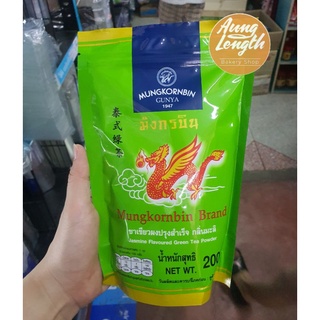 Aung
Length
Bakery Shop
MUNGKORNBIN
GUNYA
1947
มังกรบิน
泰式綠茶
Mungkornbin Brand
ชาเขียวผงปรุงสำเร็จ กลิ่นมะลิ
Jasmine Flavoured Green Tea Powder
น้ำหนักสุทธิ
NET WT.
200